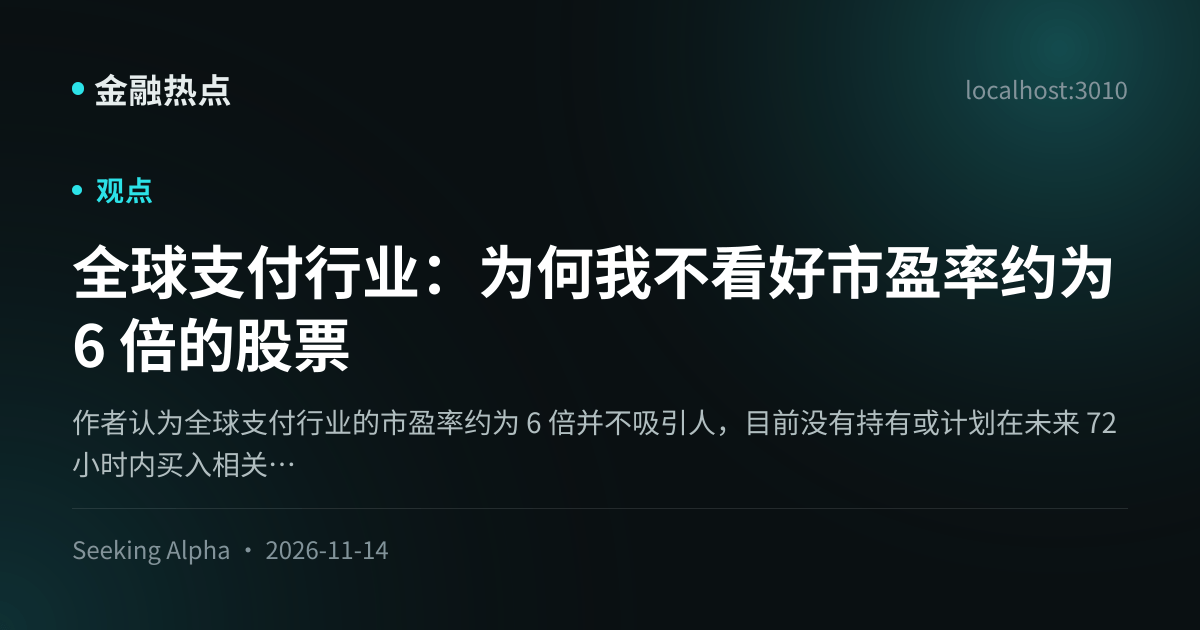 金融热点
localhost:3010
观点
全球支付行业：为何我不看好市盈率约为
6 倍的股票
作者认为全球支付行业的市盈率约为 6 倍并不吸引人，目前没有持有或计划在未来 72
小时内买入相关…
Seeking Alpha · 2026-11-14